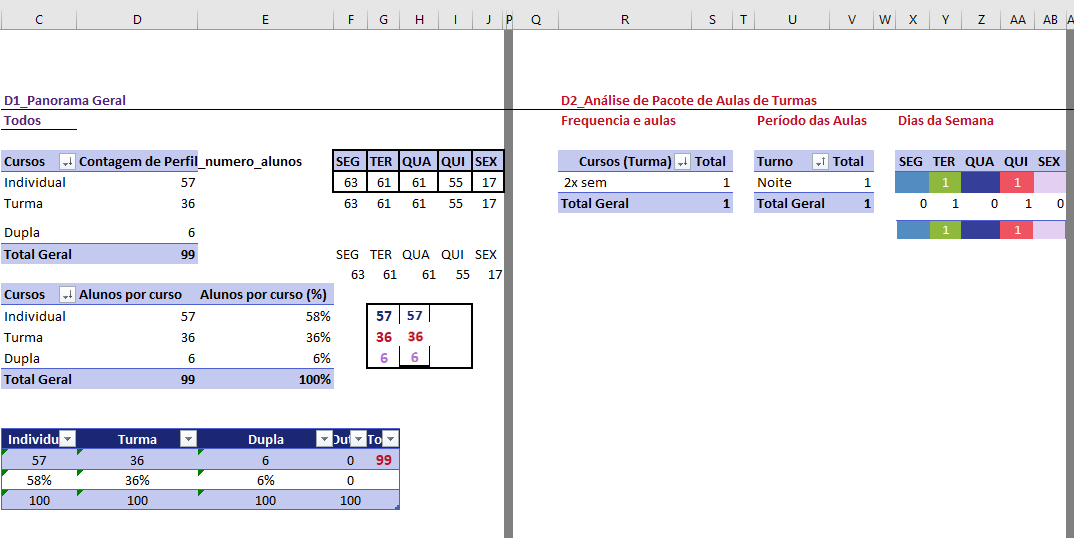 C D E F G H I J P Q R S T U V W X Y Z AA AB A
D1_Panorama Geral
Todos
Cursos Contagem de Perfil_numero_alunos
Individual 57
Turma 36
Dupla 6
Total Geral 99
SEG TER QUA QUI SEX
63 61 61 55 17
63 61 61 55 17
SEG TER QUA QUI SEX
63 61 61 55 17
Cursos Alunos por curso Alunos por curso (%)
Individual 57 58%
Turma 36 36%
Dupla 6 6%
Total Geral 99 100%
57 57
36 36
6 6
Individu Turma Dupla Out To
57 36 6 0 99
58% 36% 6% 0
100 100 100 100
D2_Análise de Pacote de Aulas de Turmas
Frequencia e aulas
Cursos (Turma) Total
2x sem 1
Total Geral 1
Período das Aulas
Turno Total
Noite 1
Total Geral 1
Dias da Semana
SEG TER QUA QUI SEX
1 1
0 1 0 1 0
1 1